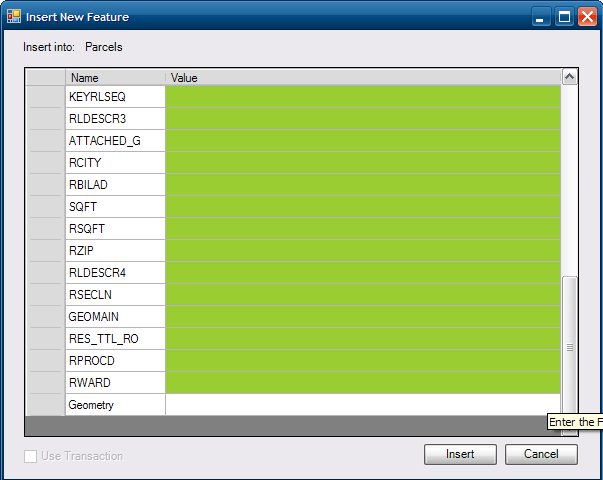 Insert New Feature
Insert into: Parcels
Name Value
KEYRLSEQ
RLDESCR3
ATTACHED_G
RCITY
RBILAD
SQFT
RSQFT
RZIP
RLDESCR4
RSECLN
GEOMAIN
RES_TTL_RO
RPROCD
RWARD
Geometry
Enter the F
Use Transaction Insert Cancel